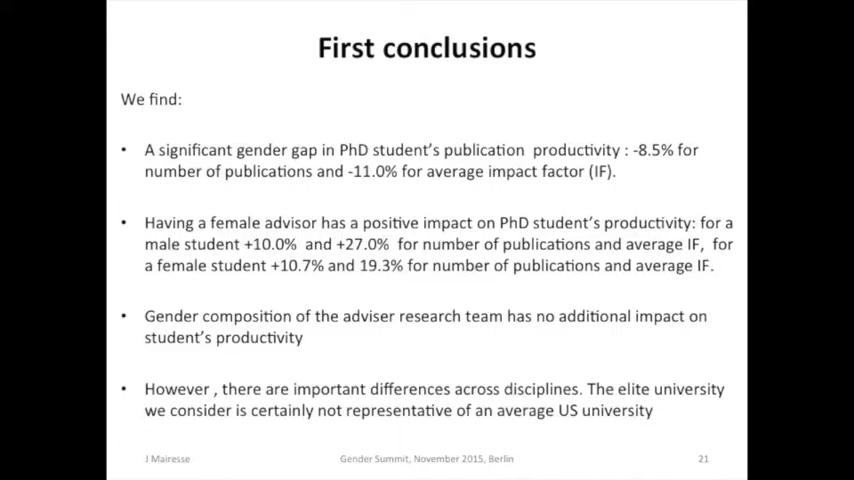 First conclusions
We find:
• A significant gender gap in PhD student's publication productivity : -8.5% for
number of publications and -11.0% for average impact factor (IF).
• Having a female advisor has a positive impact on PhD student's productivity: for a
male student +10.0% and +27.0% for number of publications and average IF, for
a female student +10.7% and 19.3% for number of publications and average IF.
• Gender composition of the adviser research team has no additional impact on
student's productivity
• However , there are important differences across disciplines. The elite university
we consider is certainly not representative of an average US university
J Mairesse Gender Summit, November 2015, Berlin 21